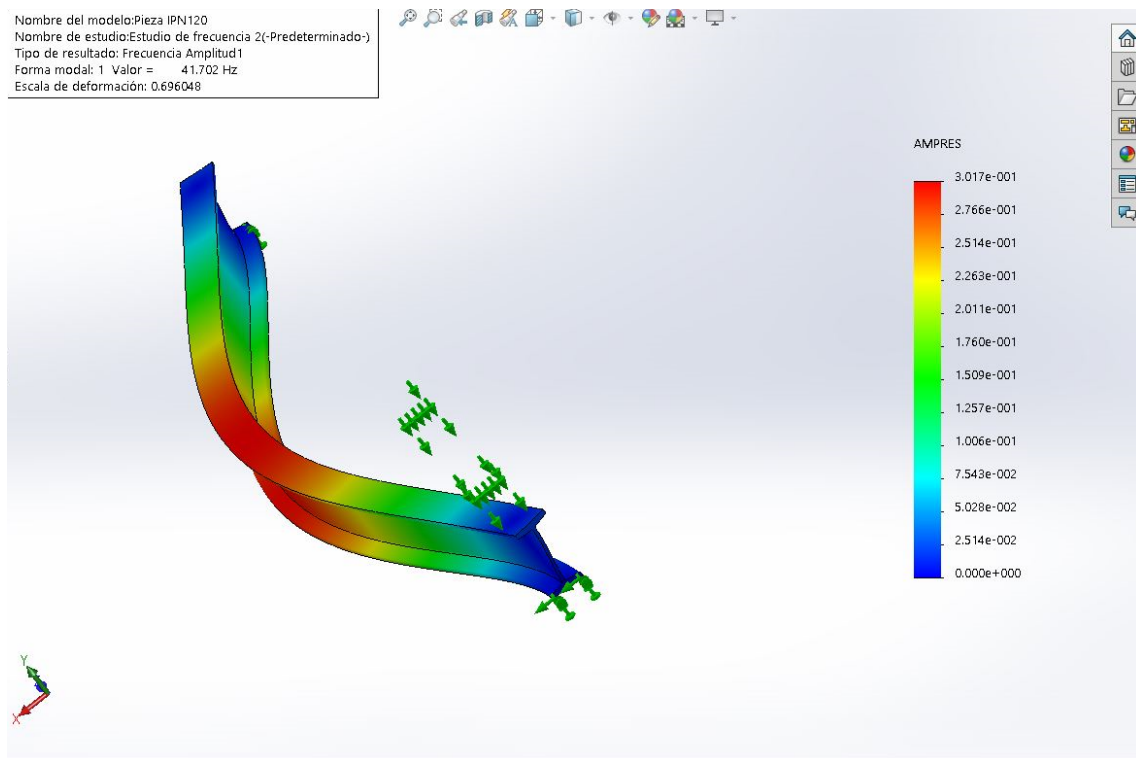 Nombre del modelo:Pieza IPN120
Nombre de estudio:Estudio de frecuencia 2(-Predeterminado-)
Tipo de resultado: Frecuencia Amplitud1
Forma modal: 1 Valor = 41.702 Hz
Escala de deformación: 0.696048
AMPRES
3.017e-001
2.766e-001
2.514e-001
2.263e-001
2.011e-001
1.760e-001
1.509e-001
1.257e-001
1.006e-001
7.543e-002
5.028e-002
2.514e-002
0.000e+000
Y
X